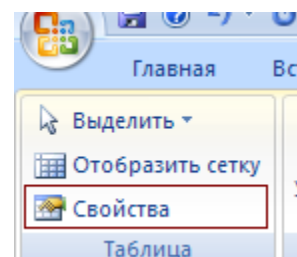 Главная
Выделить
Отобразить сетку
Свойства
Таблица